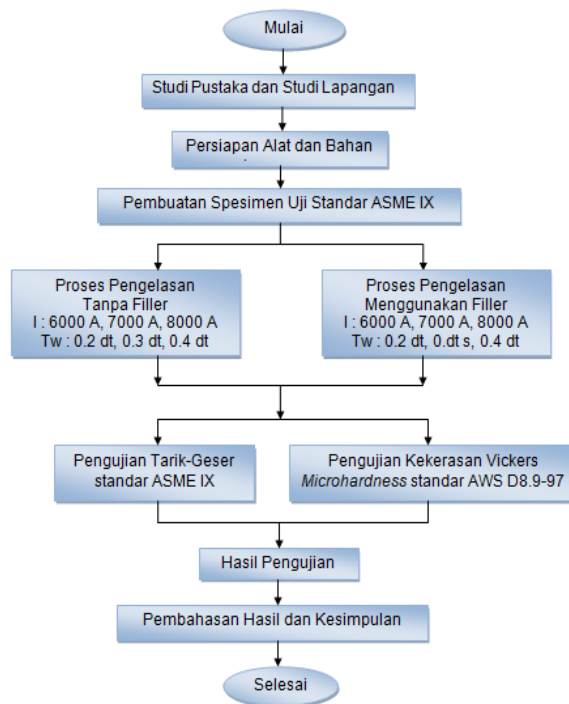 Mulai
Studi Pustaka dan Studi Lapangan
Persiapan Alat dan Bahan
.
Pembuatan Spesimen Uji Standar ASME IX
Proses Pengelasan
Tanpa Filler
I : 6000 A, 7000 A, 8000 A
Tw : 0.2 dt, 0.3 dt, 0.4 dt
Proses Pengelasan
Menggunakan Filler
I : 6000 A, 7000 A, 8000 A
Tw : 0.2 dt, 0.dt s, 0.4 dt
Pengujian Tarik-Geser
standar ASME IX
Pengujian Kekerasan Vickers
Microhardness standar AWS D8.9-97
Hasil Pengujian
Pembahasan Hasil dan Kesimpulan
Selesai